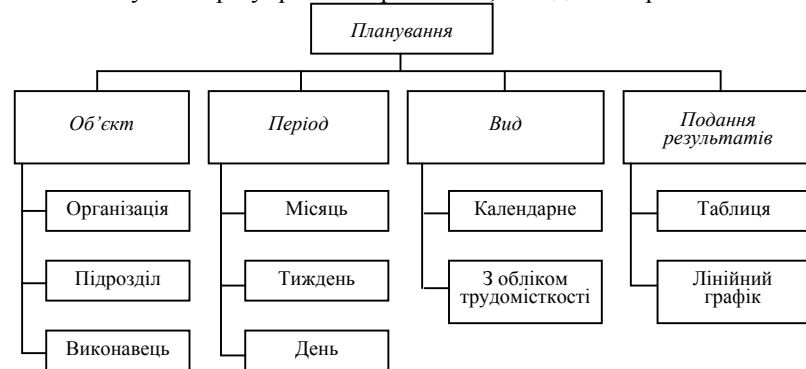 Планування
Об’єкт
Період
Вид
Подання
результатів
Організація
Місяць
Календарне
Таблиця
Підрозділ
Тиждень
З обліком
трудомісткості
Лінійний
графік
Виконавець
День